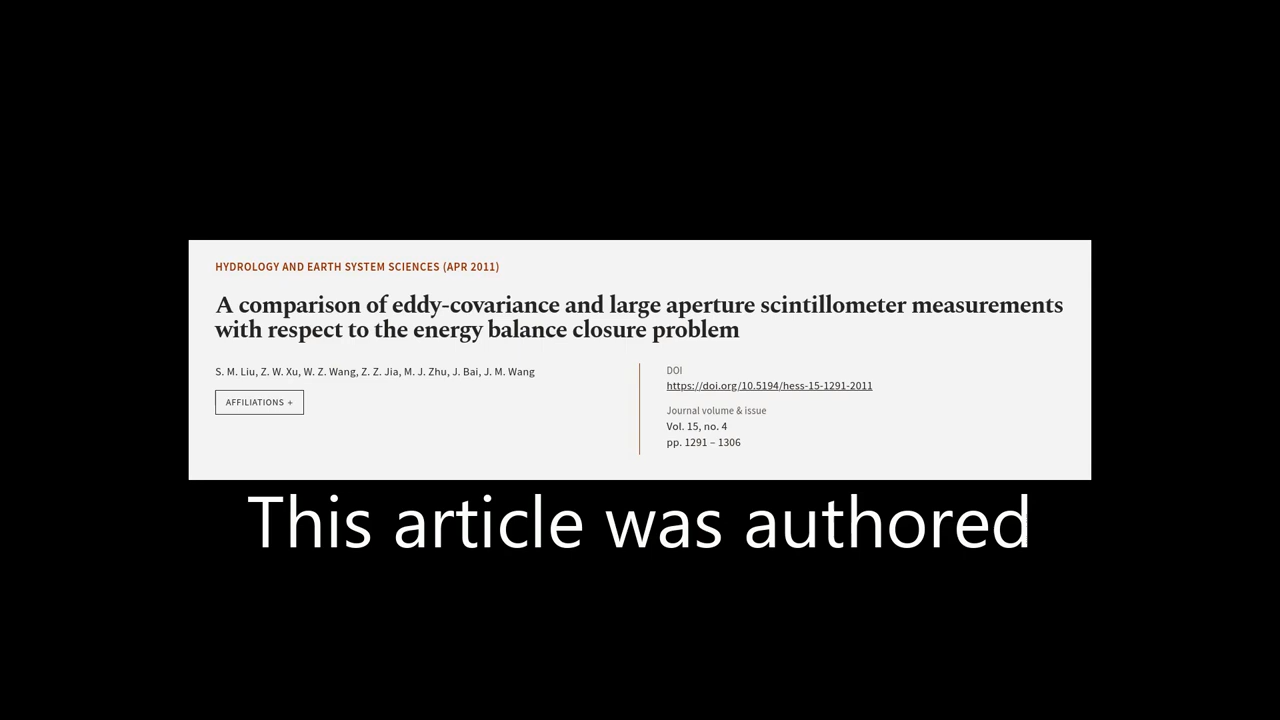 HYDROLOGY AND EARTH SYSTEM SCIENCES (APR 2011)
A comparison of eddy-covariance and large aperture scintillometer measurements
with respect to the energy balance closure problem
S. M. Liu, Z. W. Xu, W. Z. Wang, Z. Z. Jia, M. J. Zhu, J. Bai, J. M. Wang
AFFILIATIONS +
DOI
https://doi.org/10.5194/hess-15-1291-2011
Journal volume & issue
Vol. 15, no. 4
pp. 1291 – 1306
This article was authored